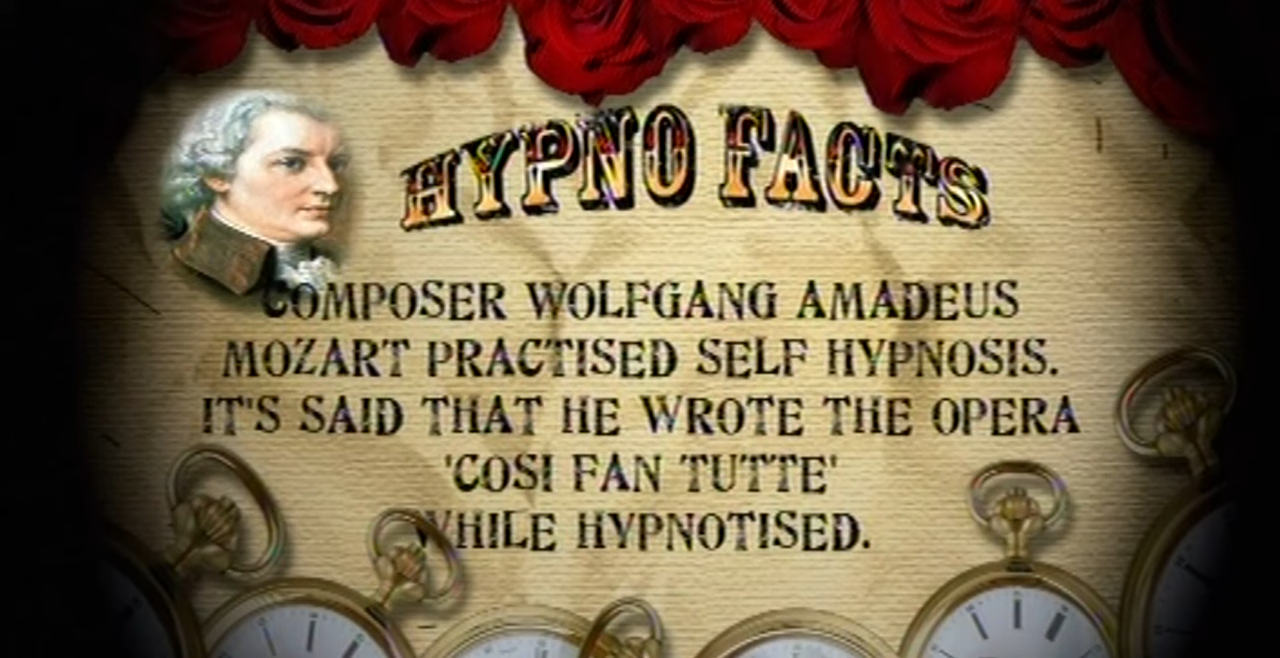 HYPNO FACTS
COMPOSER WOLFGANG AMADEUS
MOZART PRACTISED SELF HYPNOSIS.
IT'S SAID THAT HE WROTE THE OPERA
'COSI FAN TUTTE'
WHILE HYPNOTISED.